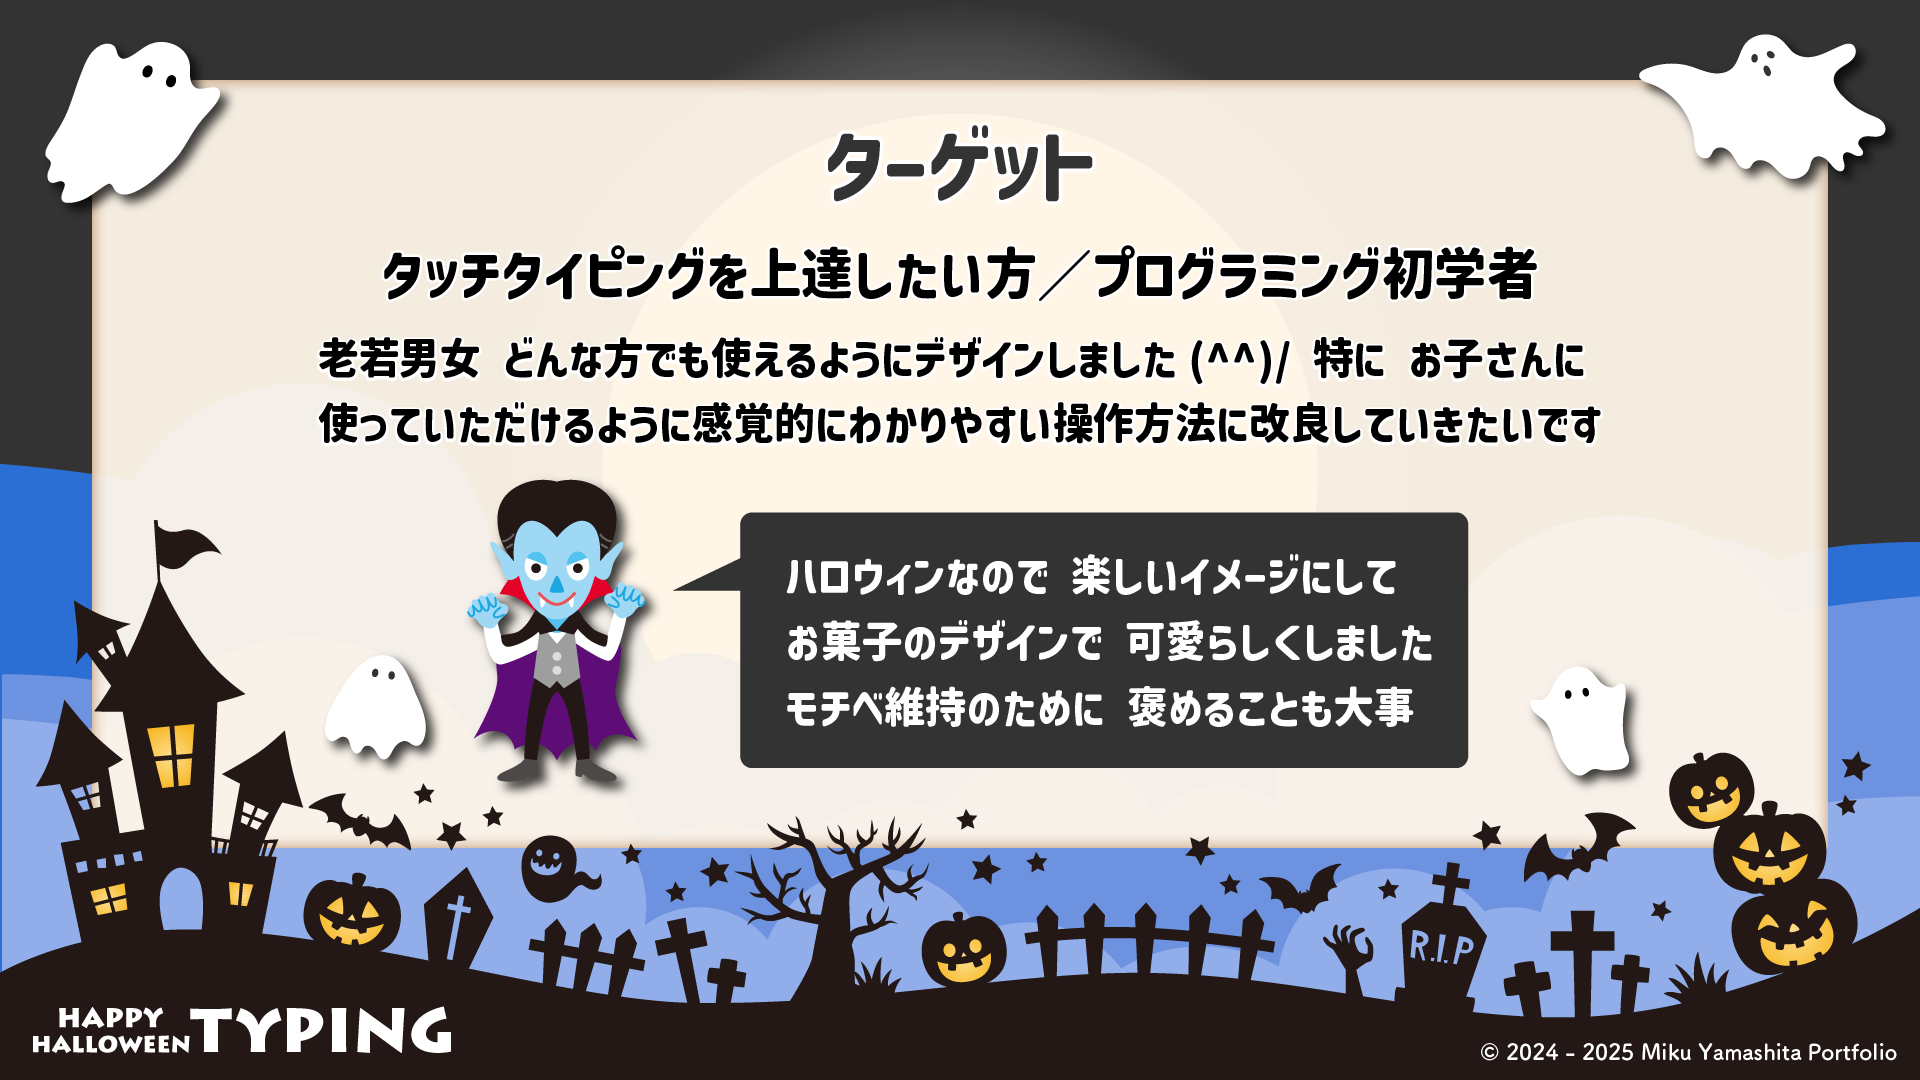 ターゲット
タッチタイピングを上達したい方／プログラミング初学者
老若男女 どんな方でも使えるようにデザインしました (^^)/ 特に お子さんに
使っていただけるように感覚的にわかりやすい操作方法に改良していきたいです
ハロウィンなので 楽しいイメージにして
お菓子のデザインで 可愛らしくしました
モチベ維持のために 褒めることも大事
R.I.P
HAPPY
HALLOWEEN TYPING
© 2024 - 2025 Miku Yamashita Portfolio